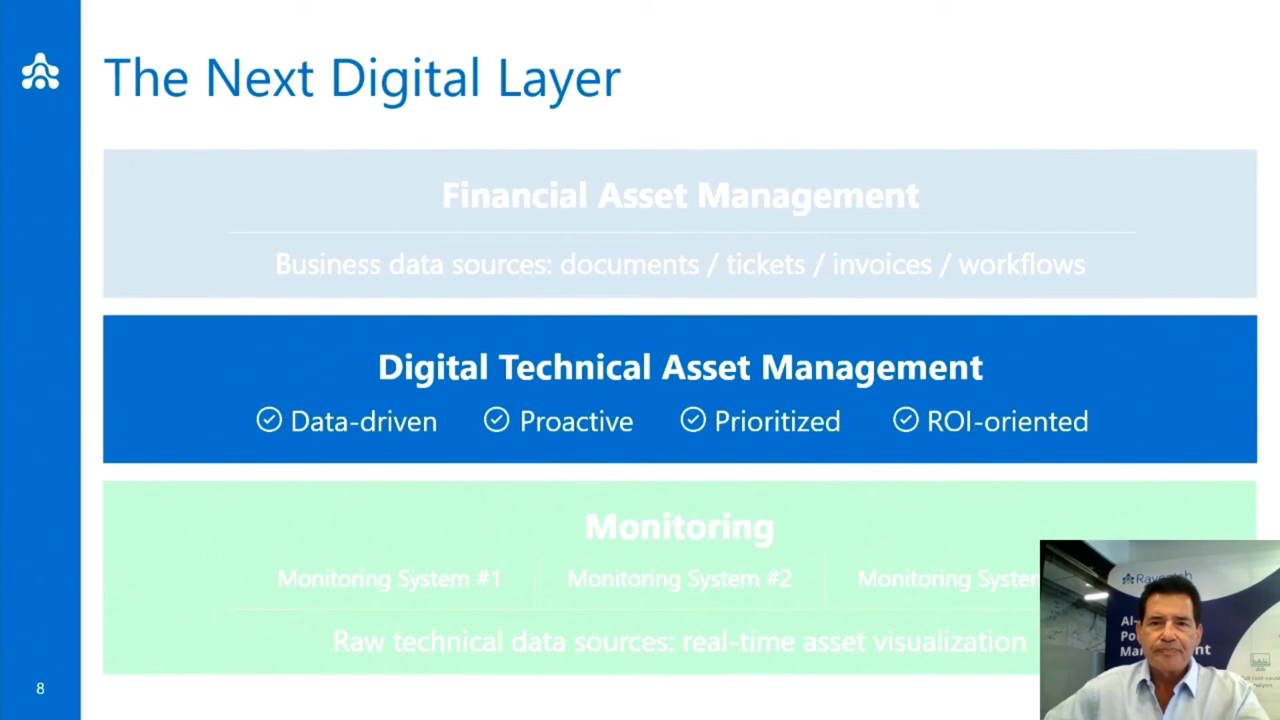 The Next Digital Layer
Financial Asset Management
Business data sources: documents / tickets / invoices / workflows
Digital Technical Asset Management
Data-driven Proactive Prioritized ROI-oriented
Monitoring
Monitoring System #1 Monitoring System #2 Monitoring
Raw technical data sources: real-time asset visualization
8